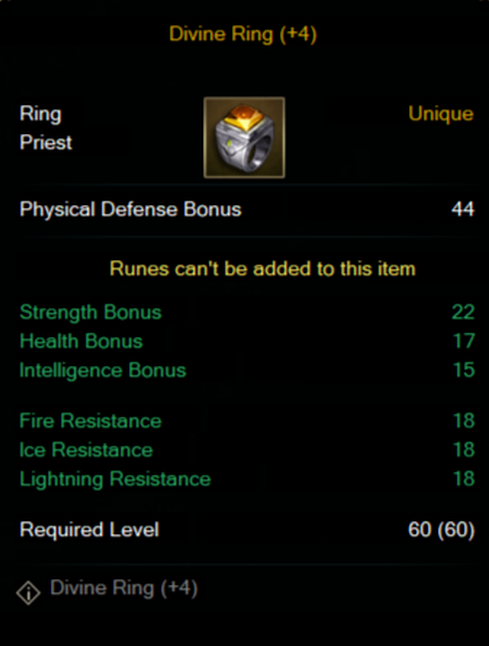 Divine Ring (+4)
Ring Unique
Priest
Physical Defense Bonus 44
Runes can't be added to this item
Strength Bonus 22
Health Bonus 17
Intelligence Bonus 15
Fire Resistance 18
Ice Resistance 18
Lightning Resistance 18
Required Level 60 (60)
Divine Ring (+4)